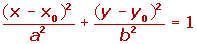 (x - x₀)²/a² + (y - y₀)²/b² = 1